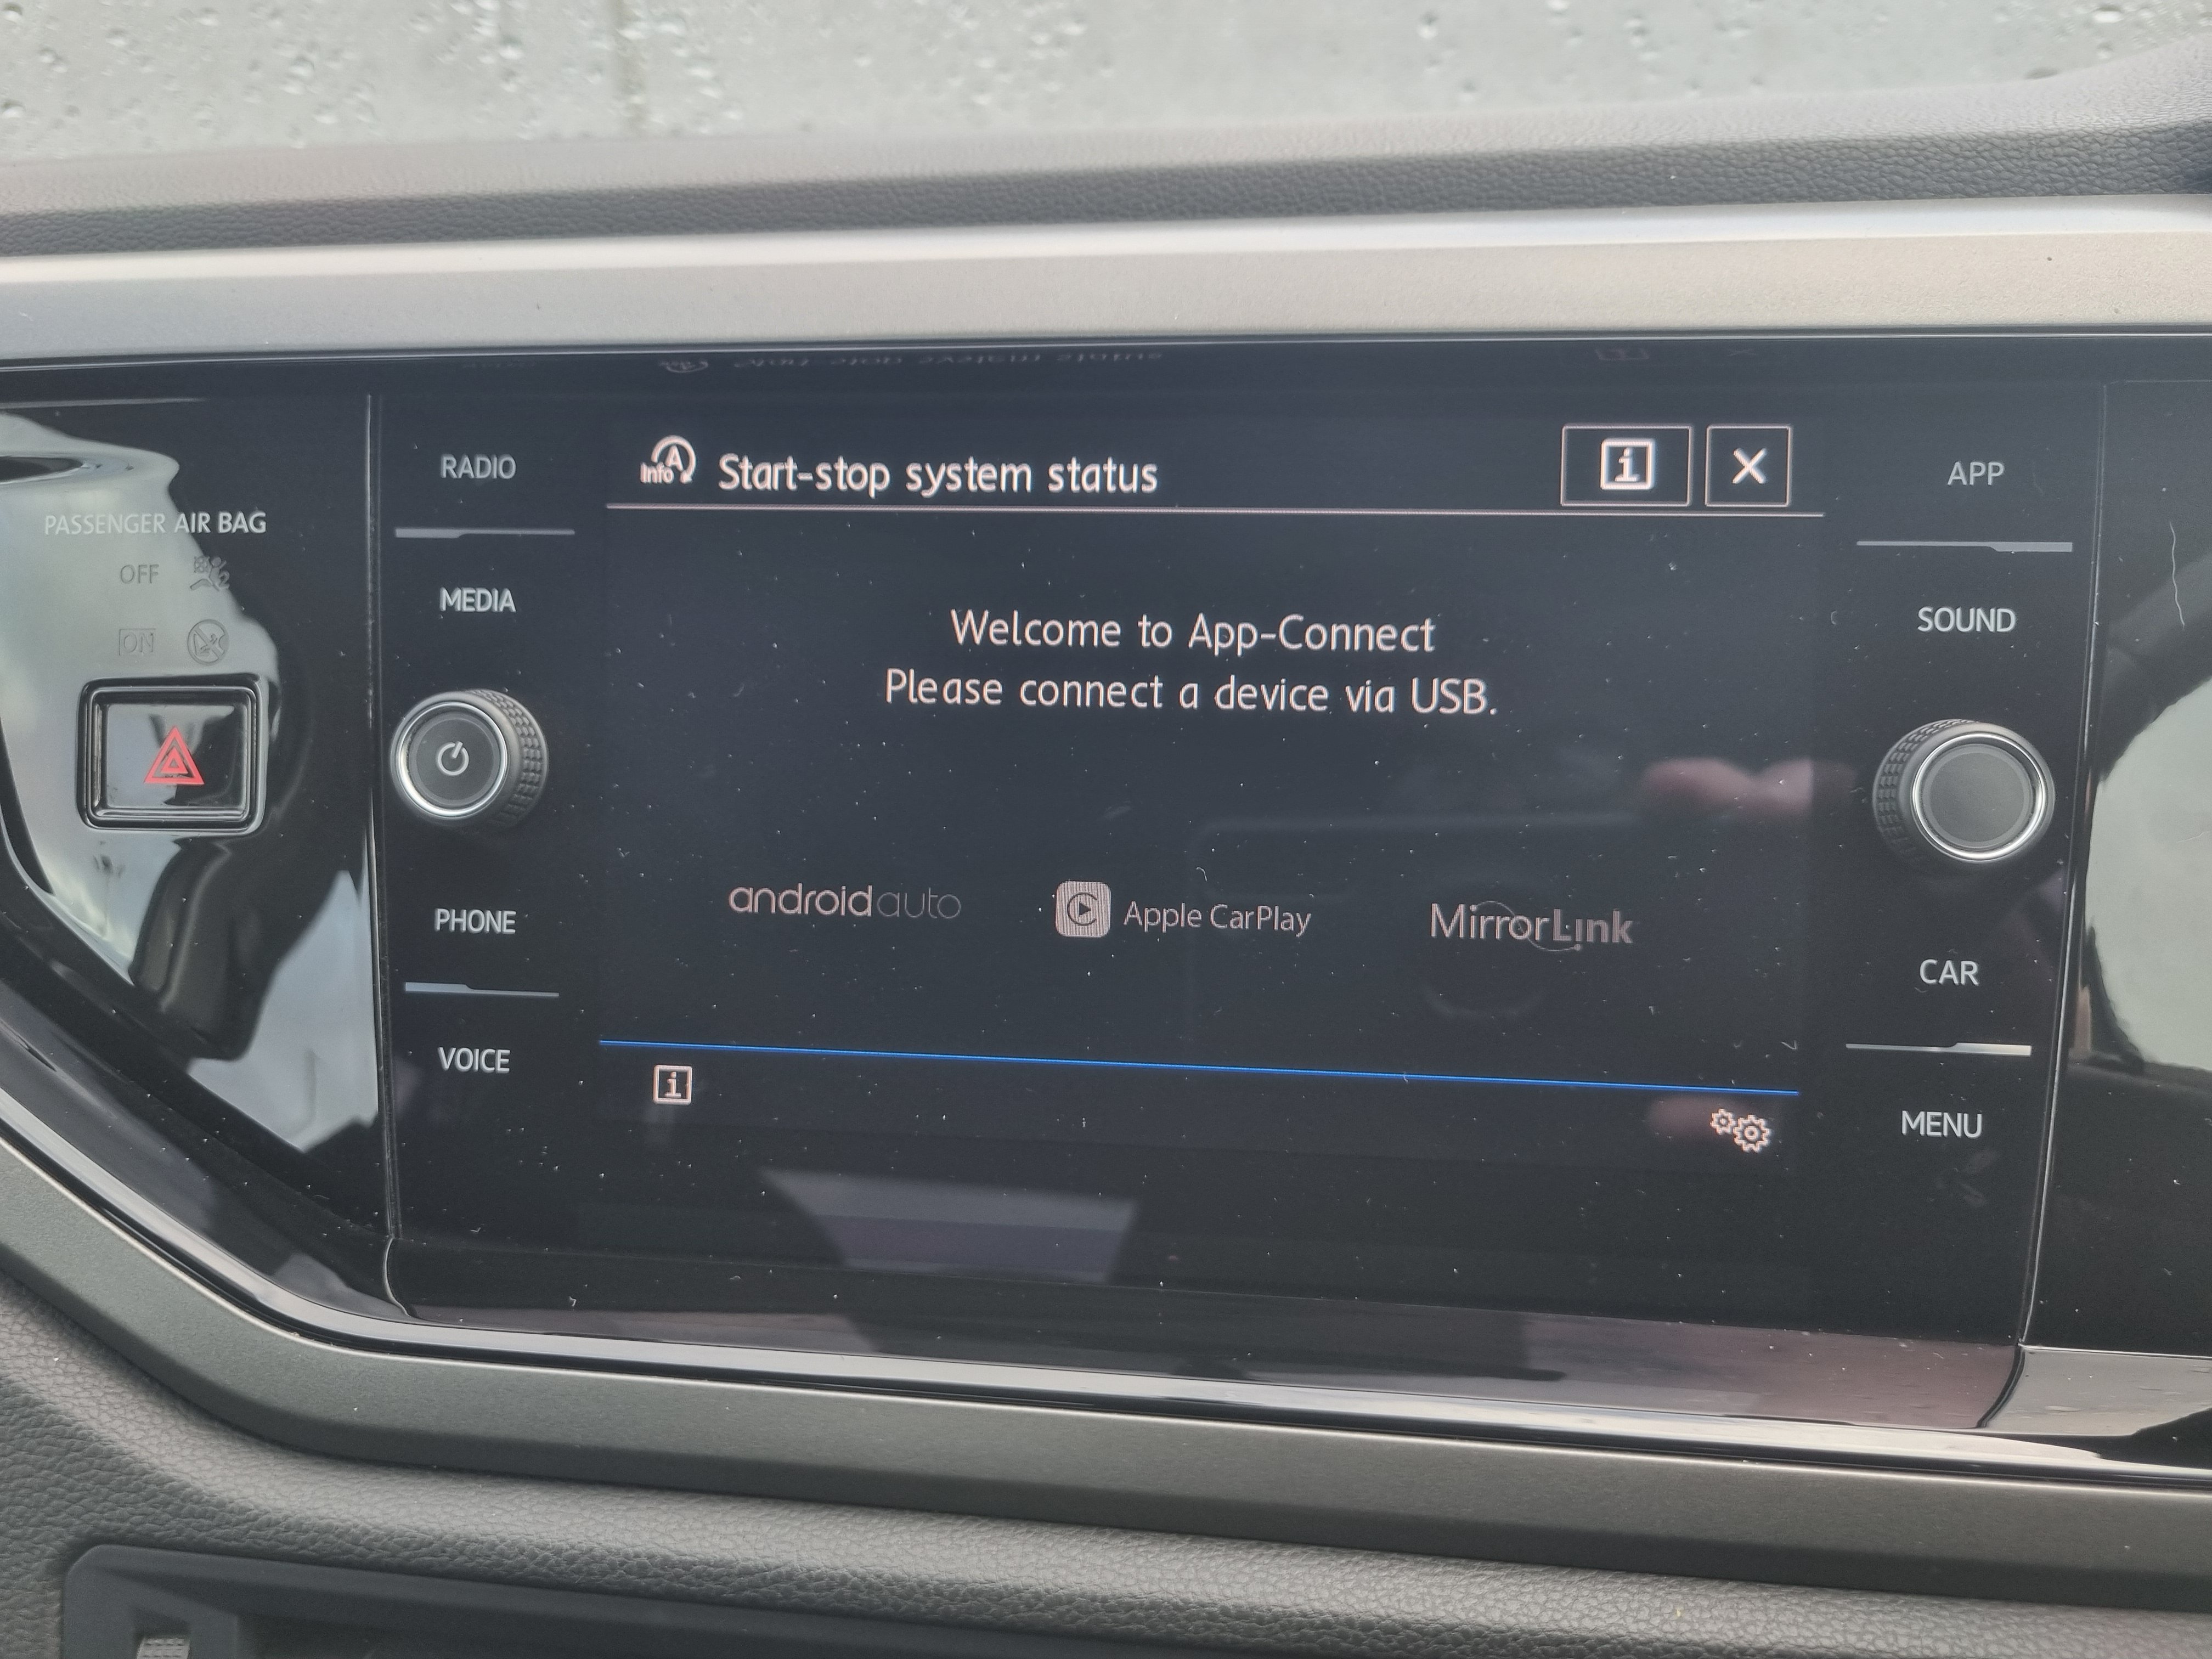 PASSENGER AIR BAG
OFF
ON
RADIO
MEDIA
PHONE
VOICE
Info A Start-stop system status
Welcome to App-Connect
Please connect a device via USB.
android auto
Apple CarPlay
MirrorLink
APP
SOUND
CAR
MENU